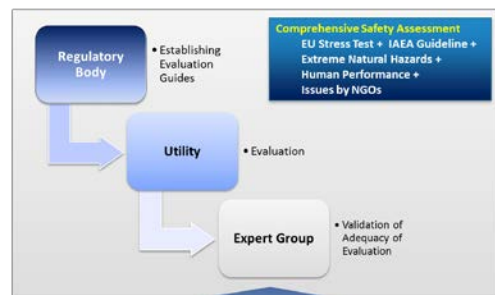 Comprehensive Safety Assessment
EU Stress Test + IAEA Guideline +
Extreme Natural Hazards +
Human Performance +
Issues by NGOs
Regulatory
Body
• Establishing
Evaluation
Guides
Utility
• Evaluation
Expert Group
• Validation of
Adequacy of
Evaluation